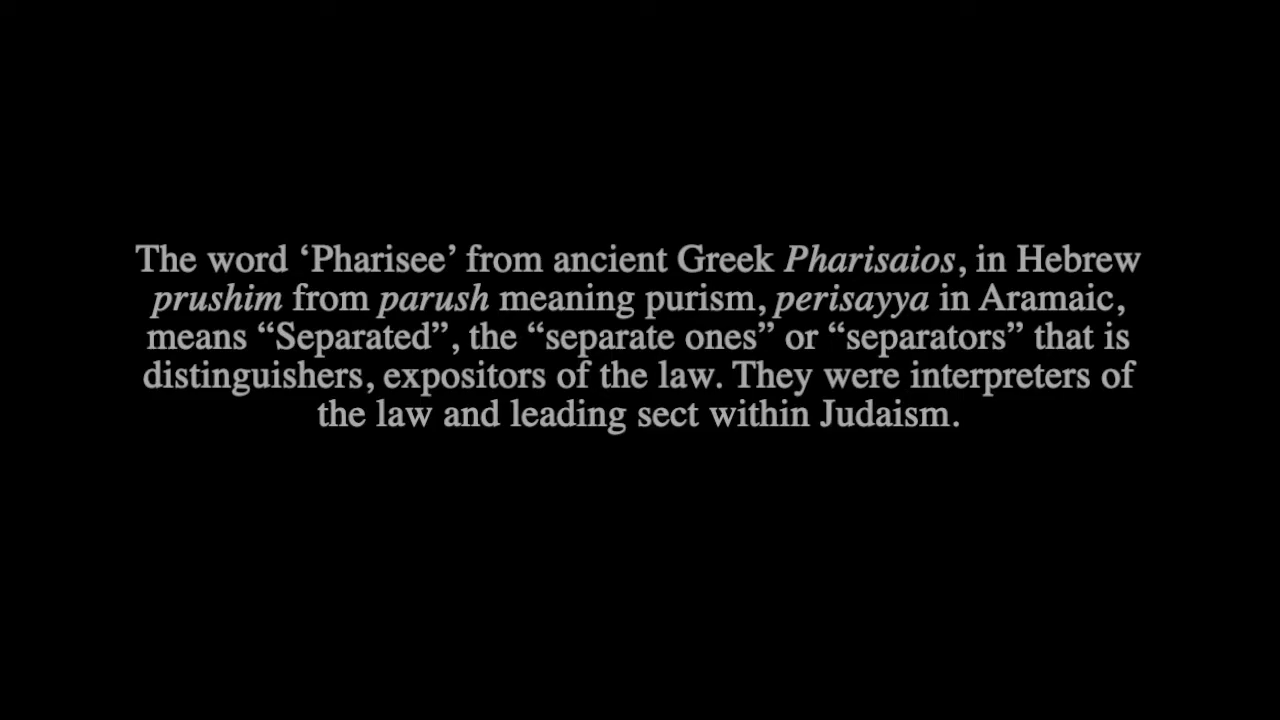 The word ‘Pharisee’ from ancient Greek Pharisaios, in Hebrew
prushim from parush meaning purism, perisayya in Aramaic,
means “Separated”, the “separate ones” or “separators” that is
distinguishers, expositors of the law. They were interpreters of
the law and leading sect within Judaism.